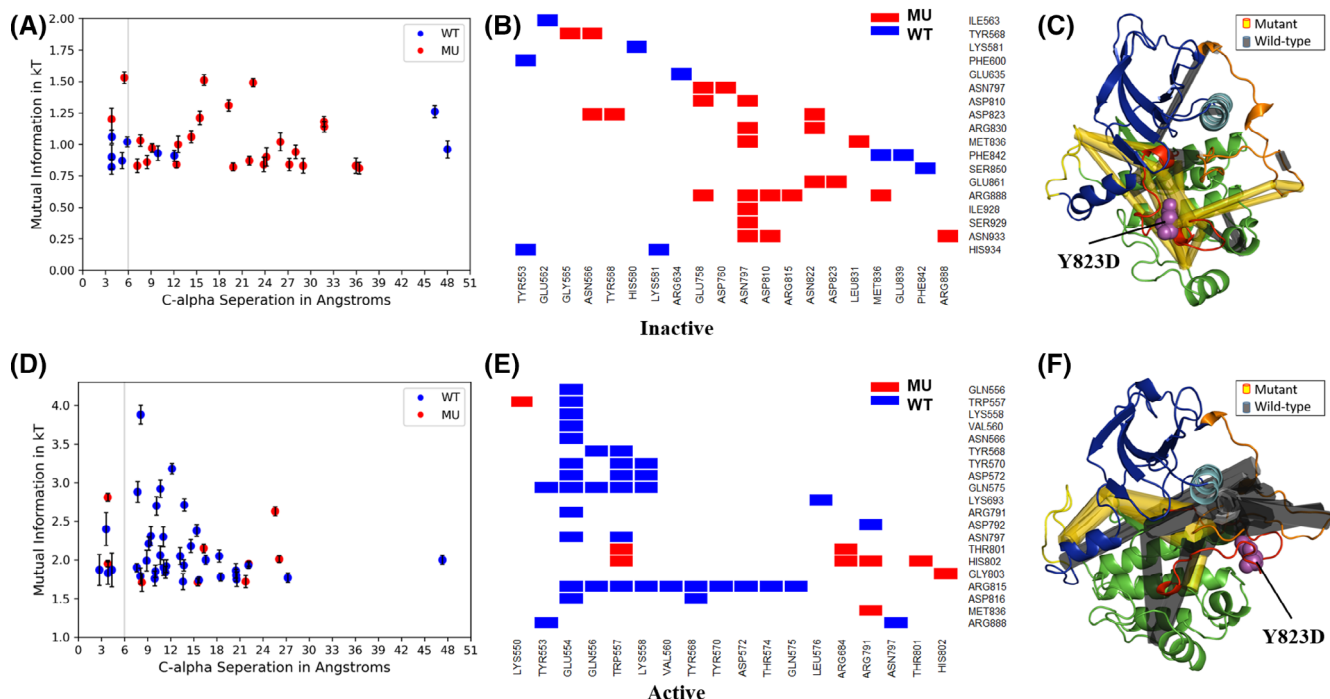 (A)
2.00
1.75
1.50
1.25
1.00
0.75
0.50
0.25
0.00
Mutual Information in kT
WT
MU
0 3 6 9 12 15 18 21 24 27 30 33 36 39 42 45 48 51
C-alpha Seperation in Angstroms
(B)
MU
WT
ILE563
TYR568
LYS581
PHE600
GLU635
ASN797
ASP810
ASP823
ARG830
MET836
PHE842
SER850
GLU861
ARG888
ILE928
SER929
ASN933
HIS934
TYR553
GLU562
GLY565
ASN566
TYR568
HIS580
LYS581
ARG634
GLU758
ASP760
ASN797
ASP810
ARG815
ASN822
ASP823
LEU831
MET836
GLU839
PHE842
ARG888
Inactive
(C)
Mutant
Wild-type
Y823D
(D)
4.0
3.5
3.0
2.5
2.0
1.5
1.0
Mutual Information in kT
WT
MU
0 3 6 9 12 15 18 21 24 27 30 33 36 39 42 45 48 51
C-alpha Seperation in Angstroms
(E)
MU
WT
GLN556
TRP557
LYS558
VAL560
ASN566
TYR568
TYR570
ASP572
GLN575
LYS693
ARG791
ASP792
ASN797
THR801
HIS802
GLY803
ARG815
ASP816
MET836
ARG888
LYS550
TYR553
GLU554
GLN556
TRP557
LYS558
VAL560
TYR568
TYR570
ASP572
THR574
GLN575
LEU576
ARG684
ARG791
ASN797
THR801
HIS802
Active
(F)
Mutant
Wild-type
Y823D